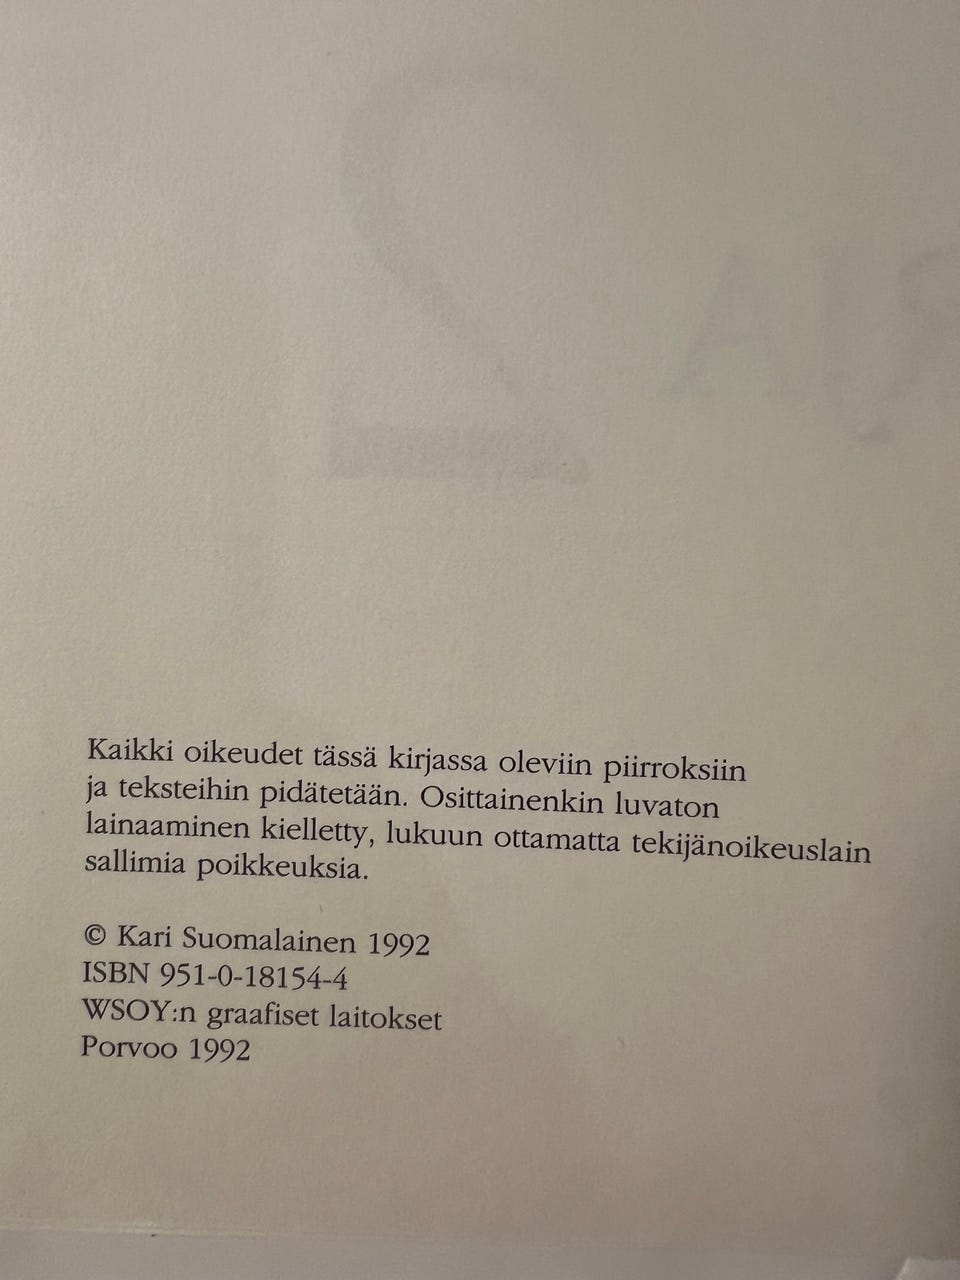 Kaikki oikeudet tässä kirjassa oleviin piirroksiin
ja teksteihin pidätetään. Osittainenkin luvaton
lainaaminen kielletty, lukuun ottamatta tekijänoikeuslain
sallimia poikkeuksia.
© Kari Suomalainen 1992
ISBN 951-0-18154-4
WSOY:n graafiset laitokset
Porvoo 1992